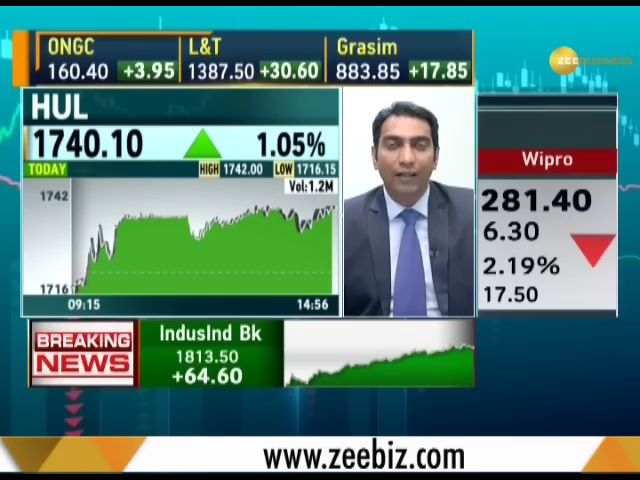 ONGC L&T Grasim
160.40 +3.95 1387.50 +30.60 883.85 +17.85
ZEEBUSINESS
HUL
1740.10 1.05%
TODAY HIGH 1742.00 LOW 1716.15
Vol:1.2M
1742
1716
09:15 14:56
Wipro
281.40
6.30
2.19%
17.50
BREAKING
NEWS
IndusInd Bk
1813.50
+64.60
www.zeebiz.com